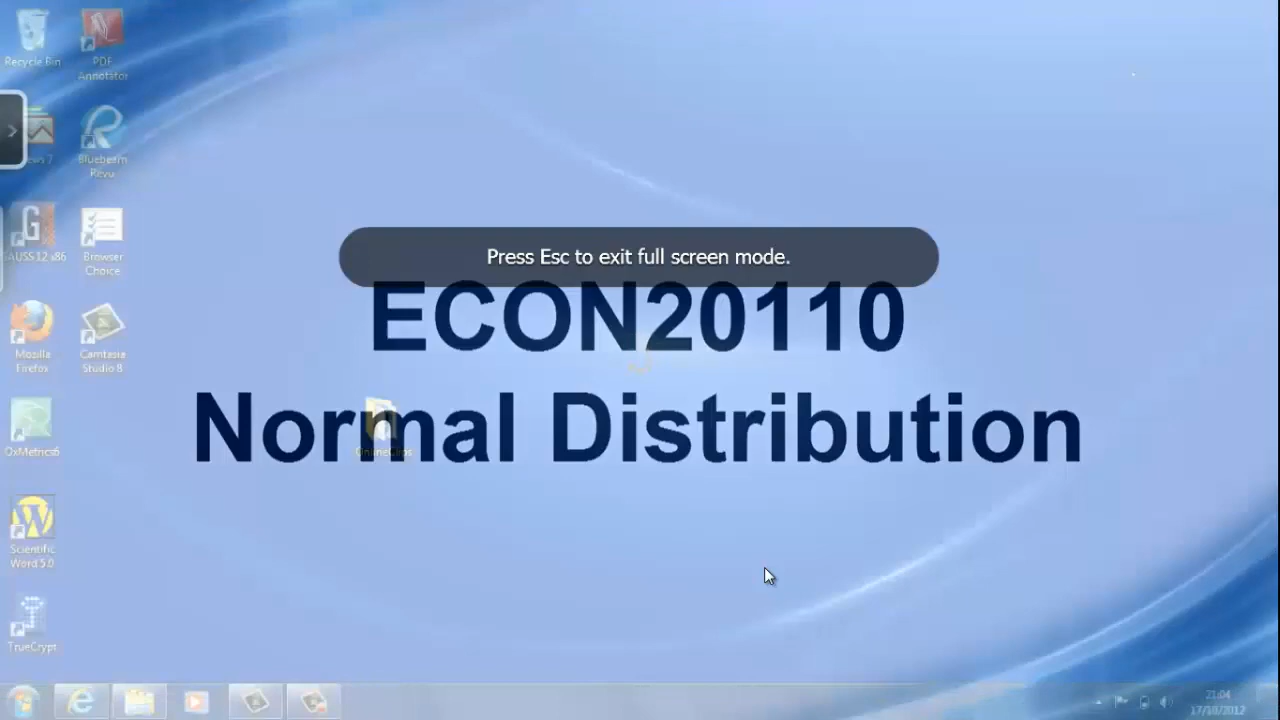 Recycle Bin
PDF
Annotator
Bluebeam
Revu
Browser
Choice
Mozilla
Firefox
Camtasia
Studio 8
OxMetrics6
OnlineClips
Scientific
Word 5.0
TrueCrypt
Press Esc to exit full screen mode.
ECON20110
Normal Distribution
21:04
17/10/2012